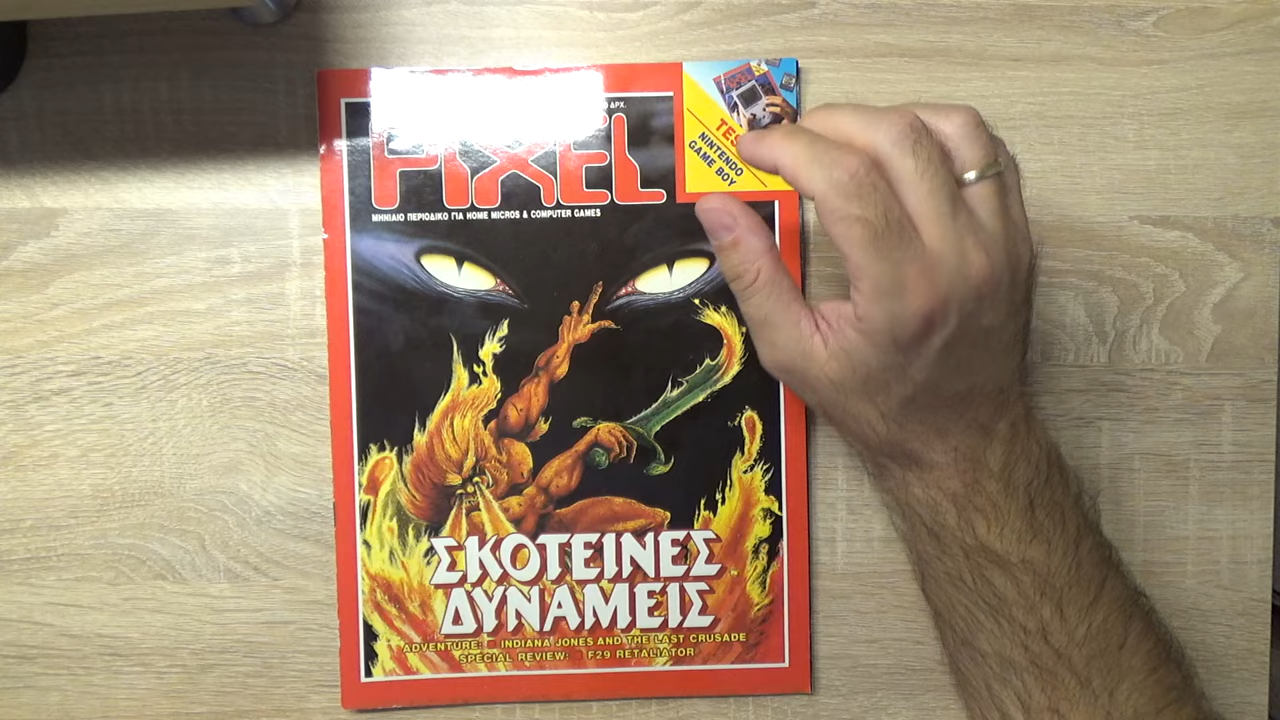 ΔΡΧ.
PIXEL
ΜΗΝΙΑΙΟ ΠΕΡΙΟΔΙΚΟ ΓΙΑ HOME MICROS & COMPUTER GAMES
NINTENDO
GAME BOY
ΣΚΟΤΕΙΝΕΣ
ΔΥΝΑΜΕΙΣ
ADVENTURE: INDIANA JONES AND THE LAST CRUSADE
SPECIAL REVIEW: F29 RETALIATOR